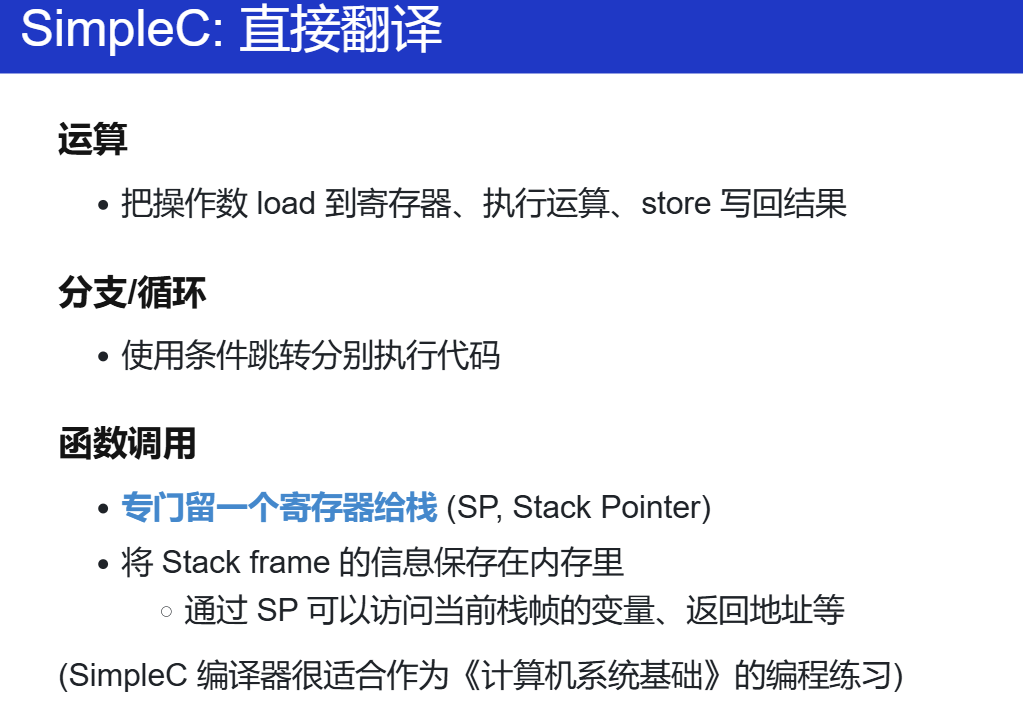 SimpleC: 直接翻译
运算
• 把操作数 load 到寄存器、执行运算、store 写回结果
分支/循环
• 使用条件跳转分别执行代码
函数调用
• 专门留一个寄存器给栈 (SP, Stack Pointer)
• 将 Stack frame 的信息保存在内存里
○ 通过 SP 可以访问当前栈帧的变量、返回地址等
(SimpleC 编译器很适合作为《计算机系统基础》的编程练习)